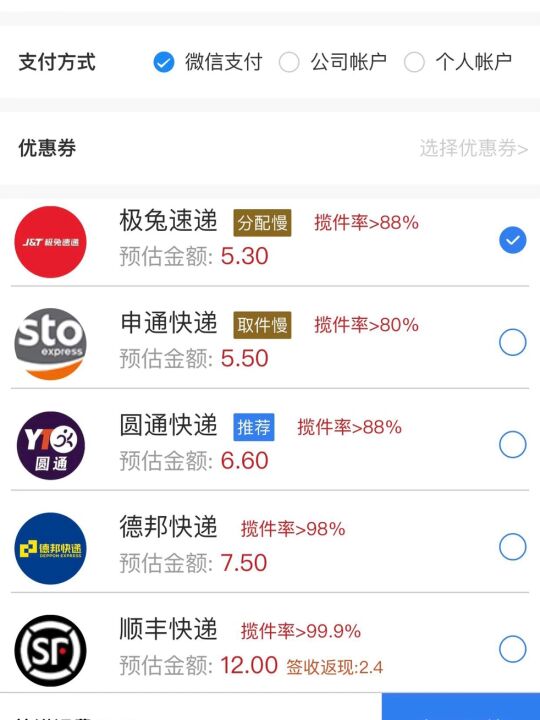 支付方式 微信支付 公司帐户 个人帐户
优惠券 选择优惠券>
极兔速递 分配慢 揽件率>88%
J&T 极兔速递
预估金额: 5.30
申通快递 取件慢 揽件率>80%
sto
express
预估金额: 5.50
圆通快递 推荐 揽件率>88%
YTO
圆通
预估金额: 6.60
德邦快递 揽件率>98%
德邦快递
DEPPON EXPRESS
预估金额: 7.50
顺丰快递 揽件率>99.9%
SF
预估金额: 12.00 签收返现:2.4